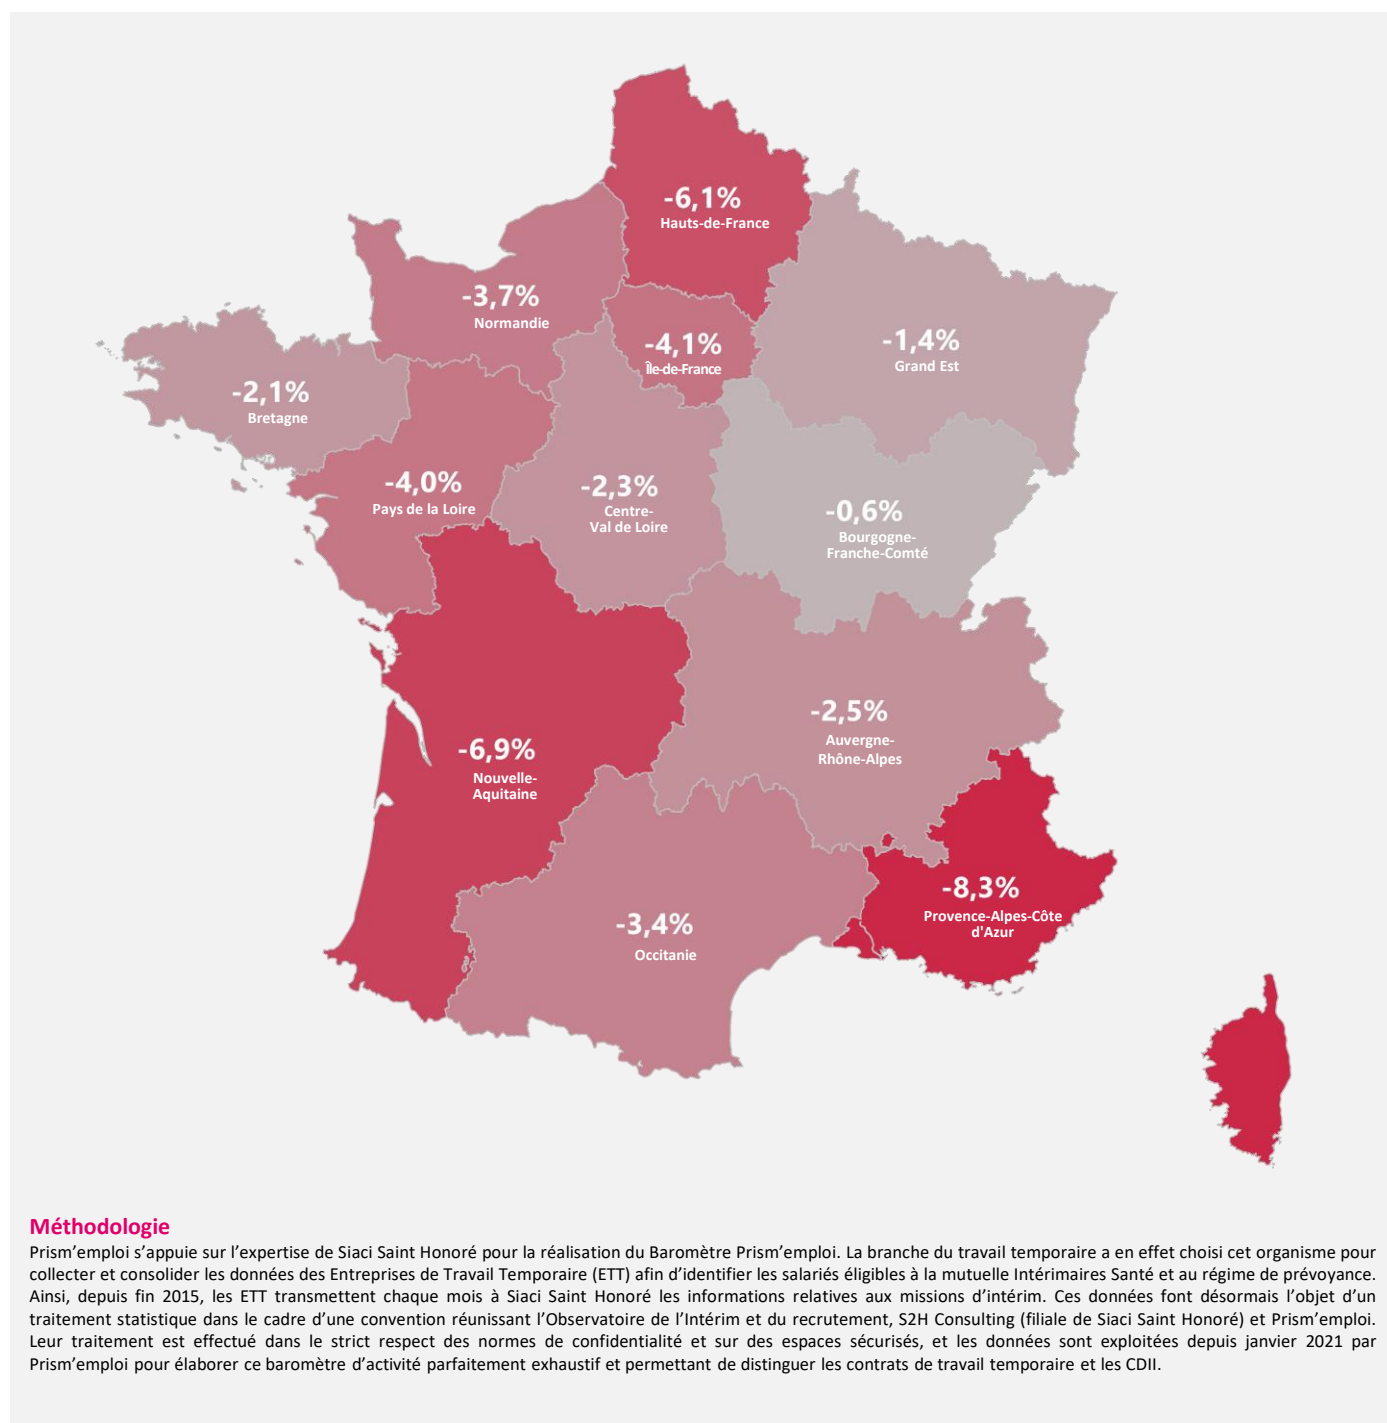 -6,1%
Hauts-de-France
-3,7%
Normandie
-4,1%
Île-de-France
-1,4%
Grand Est
-2,1%
Bretagne
-4,0%
Pays de la Loire
-2,3%
Centre-
Val de Loire
-0,6%
Bourgogne-
Franche-Comté
-2,5%
Auvergne-
Rhône-Alpes
-6,9%
Nouvelle-
Aquitaine
-8,3%
Provence-Alpes-Côte
d'Azur
-3,4%
Occitanie
Méthodologie
Prism’emploi s’appuie sur l’expertise de Siaci Saint Honoré pour la réalisation du Baromètre Prism’emploi. La branche du travail temporaire a en effet choisi cet organisme pour
collecter et consolider les données des Entreprises de Travail Temporaire (ETT) afin d’identifier les salariés éligibles à la mutuelle Intérimaires Santé et au régime de prévoyance.
Ainsi, depuis fin 2015, les ETT transmettent chaque mois à Siaci Saint Honoré les informations relatives aux missions d’intérim. Ces données font désormais l’objet d’un
traitement statistique dans le cadre d’une convention réunissant l’Observatoire de l’Intérim et du recrutement, S2H Consulting (filiale de Siaci Saint Honoré) et Prism’emploi.
Leur traitement est effectué dans le strict respect des normes de confidentialité et sur des espaces sécurisés, et les données sont exploitées depuis janvier 2021 par
Prism’emploi pour élaborer ce baromètre d’activité parfaitement exhaustif et permettant de distinguer les contrats de travail temporaire et les CDII.